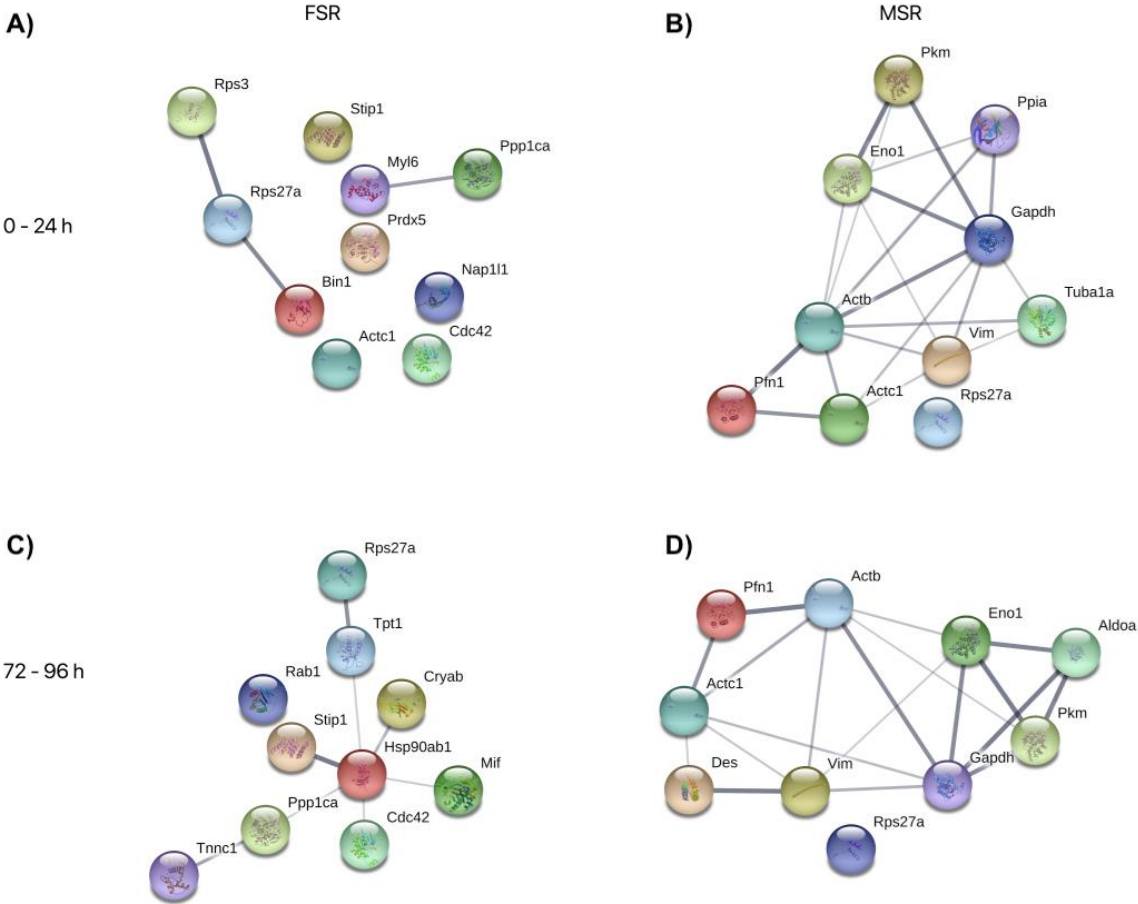 FSR
MSR
A)
B)
0 - 24 h
Rps3
Stip1
Myl6
Ppp1ca
Rps27a
Prdx5
Bin1
Nap1l1
Actc1
Cdc42
Pkm
Ppia
Eno1
Gapdh
Actb
Tuba1a
Vim
Pfn1
Actc1
Rps27a
C)
D)
72 - 96 h
Rps27a
Tpt1
Rab1
Cryab
Stip1
Hsp90ab1
Mif
Ppp1ca
Cdc42
Tnnc1
Pfn1
Actb
Eno1
Aldoa
Actc1
Pkm
Des
Vim
Gapdh
Rps27a